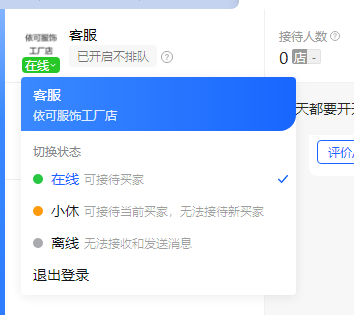 依可服饰
工厂店
在线
客服
已开启不排队
接待人数
0 店 -
客服
依可服饰工厂店
天都要开
评价
切换状态
在线 可接待买家
小休 可接待当前买家，无法接待新买家
离线 无法接收和发送消息
退出登录